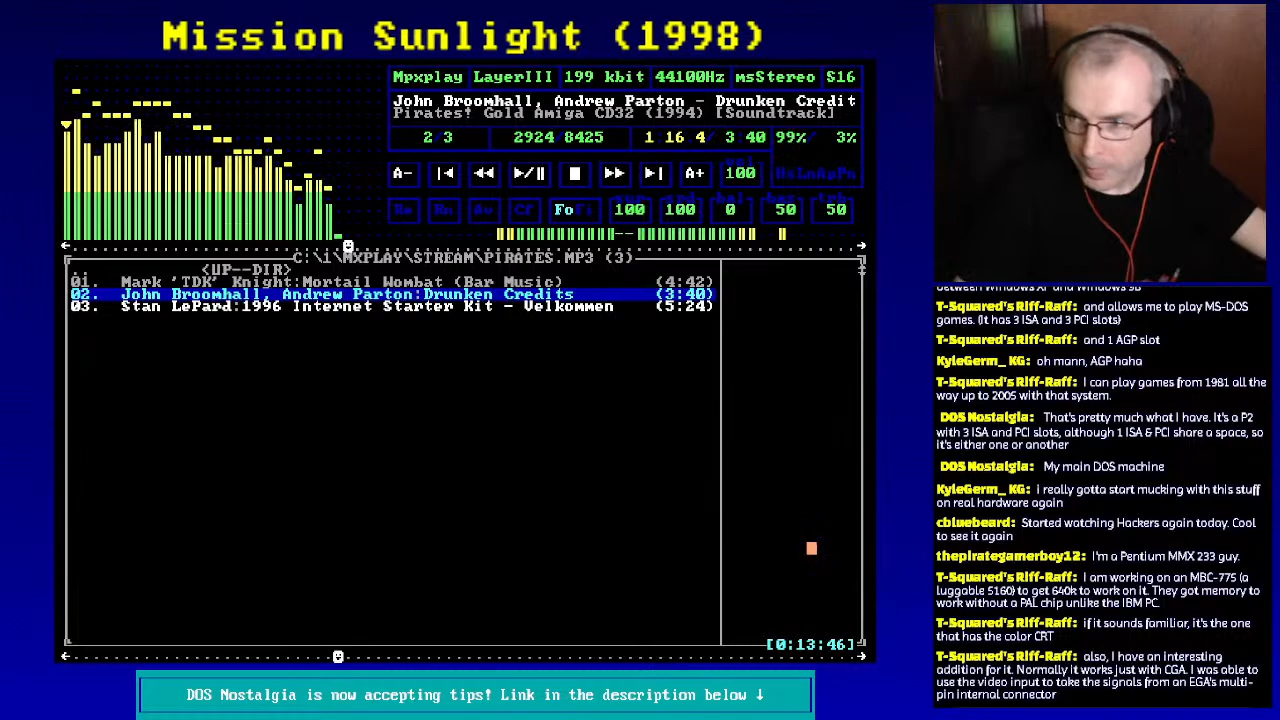 Mission Sunlight (1998)
Mpxplay LayerIII 199 kbit 44100Hz msStereo S16
John Broomhall, Andrew Parton - Drunken Credit
Pirates! Gold Amiga CD32 (1994) [Soundtrack]
2/3 2924/8425 1 16.4/ 3:40 99% 3%
A- A+ 100
Fo 100 100 0 50 50
C:\1\MXPLAY\STREAM\PIRATES.MP3 (3)
.. <UP--DIR>
01. Mark 'TDK' Knight:Mortail Wombat (Bar Music) (4:42)
02. John Broomhall, Andrew Parton:Drunken Credits (3:40)
03. Stan LePard:1996 Internet Starter Kit - Velkommen (5:24)
[0:13:46]
DOS Nostalgia is now accepting tips! Link in the description below ↓
between Windows XP and Windows 98
T-Squared's Riff-Raff: and allows me to play MS-DOS
games. (It has 3 ISA and 3 PCI slots)
T-Squared's Riff-Raff: and 1 AGP slot
KyleGerm_KG: oh mann, AGP haha
T-Squared's Riff-Raff: I can play games from 1981 all the
way up to 2005 with that system.
DOS Nostalgia: That's pretty much what I have. It's a P2
with 3 ISA and PCI slots, although 1 ISA & PCI share a space, so
it's either one or another
DOS Nostalgia: My main DOS machine
KyleGerm_KG: i really gotta start mucking with this stuff
on real hardware again
cbluebeard: Started watching Hackers again today. Cool
to see it again
thepirategamerboy12: I'm a Pentium MMX 233 guy.
T-Squared's Riff-Raff: I am working on an MBC-775 (a
luggable 5160) to get 640k to work on it. They got memory to
work without a PAL chip unlike the IBM PC.
T-Squared's Riff-Raff: if it sounds familiar, it's the one
that has the color CRT
T-Squared's Riff-Raff: also, I have an interesting
addition for it. Normally it works just with CGA. I was able to
use the video input to take the signals from an EGA's multi-
pin internal connector